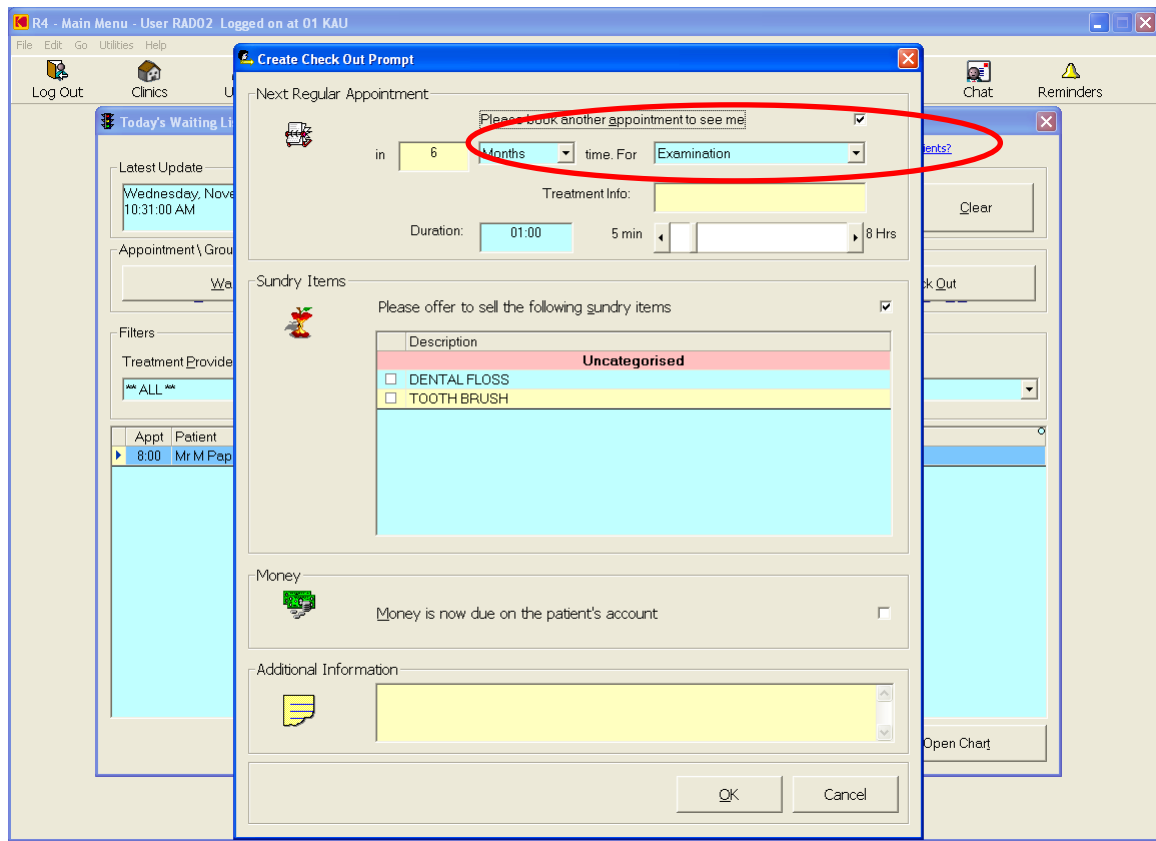 R4 - Main Menu - User RAD02 Logged on at 01 KAU
File Edit Go Utilities Help
Log Out Clinics U Chat Reminders
Create Check Out Prompt
Next Regular Appointment
Please book another appointment to see me
in 6 Months time. For Examination
Treatment Info:
Duration: 01:00 5 min 8 Hrs
Sundry Items
Please offer to sell the following sundry items
Description
Uncategorised
DENTAL FLOSS
TOOTH BRUSH
Money
Money is now due on the patient's account
Additional Information
OK Cancel
Today's Waiting Li
ients?
Latest Update
Wednesday, Nove
10:31:00 AM
Clear
Appointment \ Grou
Wa
k Out
Filters
Treatment Provide
** ALL **
Appt Patient
8:00 Mr M Pap
Open Chart